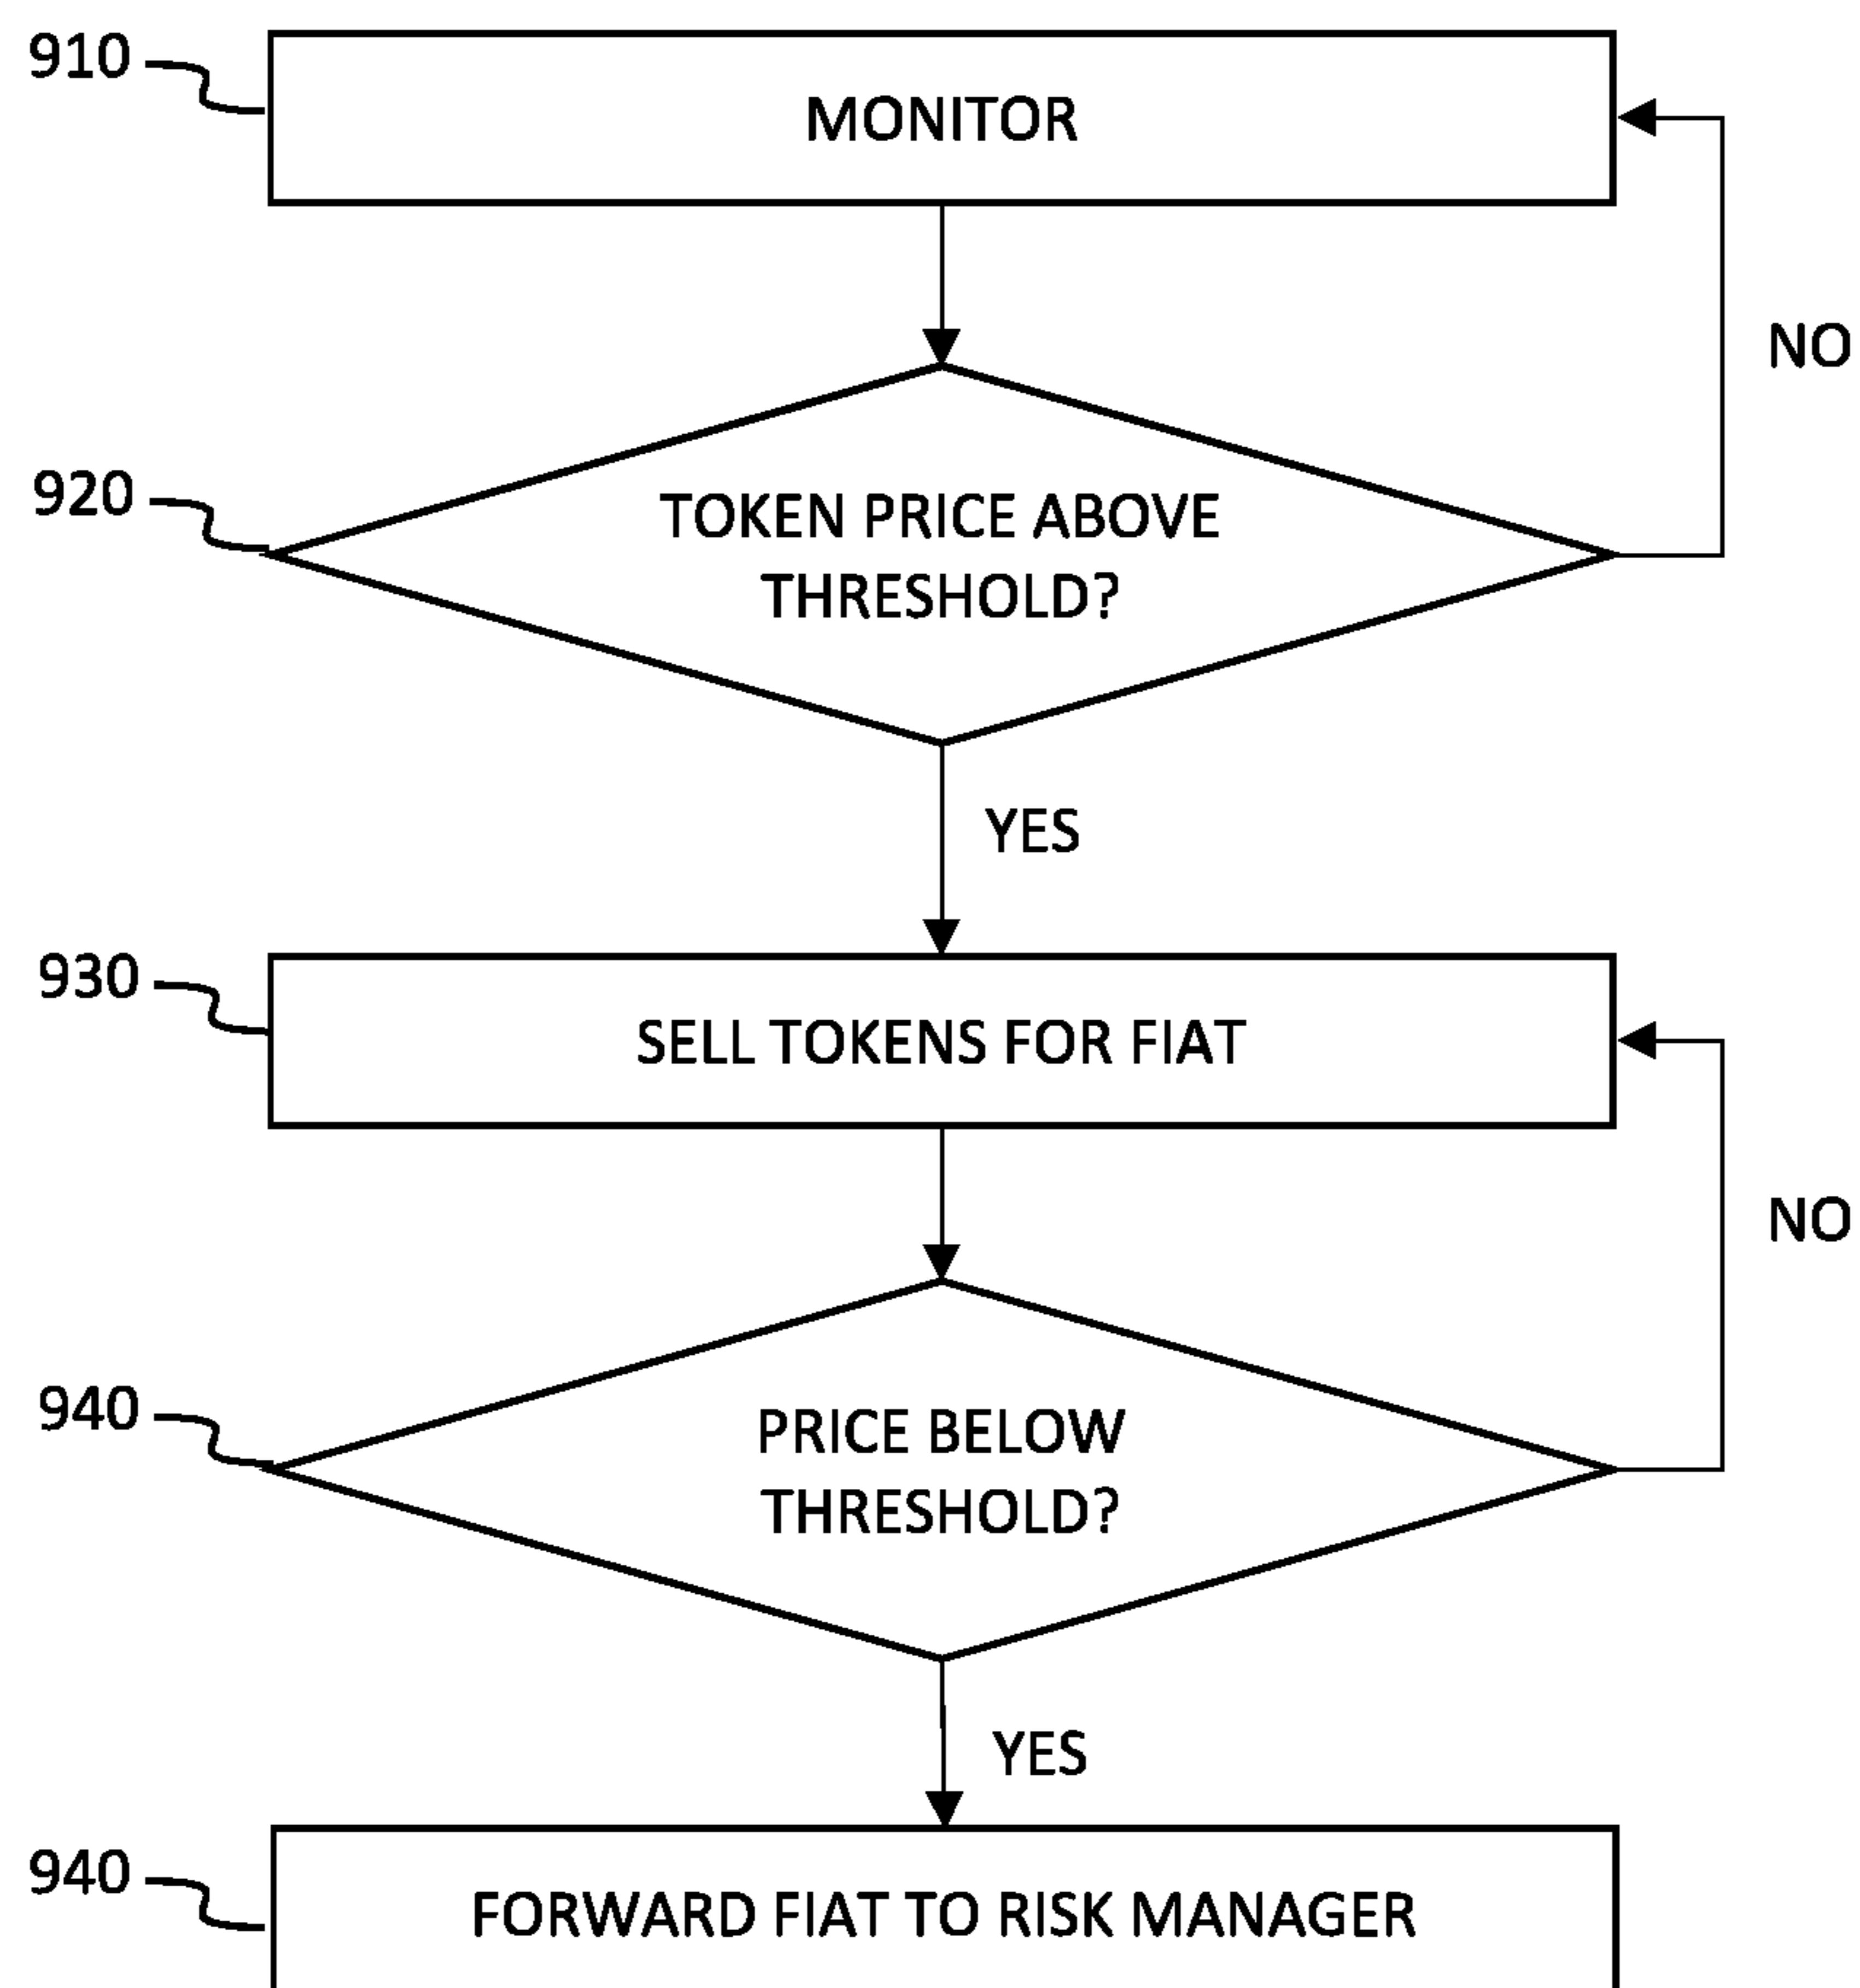 910
MONITOR
NO
920
TOKEN PRICE ABOVE
THRESHOLD?
YES
930
SELL TOKENS FOR FIAT
NO
940
PRICE BELOW
THRESHOLD?
YES
940
FORWARD FIAT TO RISK MANAGER